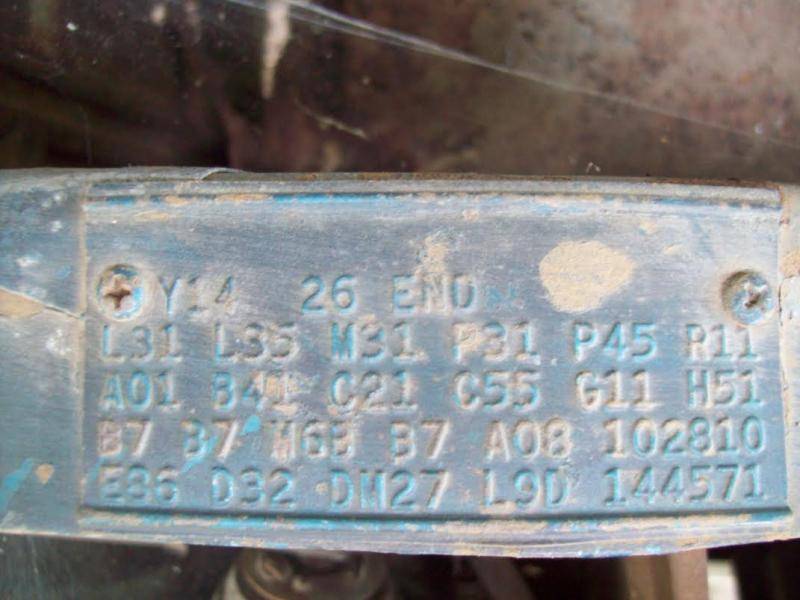 Y14 26 END
L31 L35 M31 P31 P45 R11
A01 B41 C21 C55 G11 H51
B7 B7 M6B B7 A08 102810
E86 D32 DM27 L9D 144571